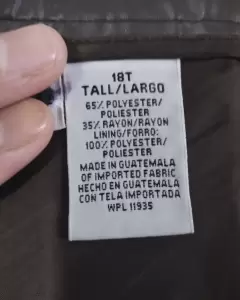 18T
TALL/LARGO
65% POLYESTER/
POLIESTER
35% RAYON/RAYON
LINING/FORRO:
100% POLYESTER/
POLIESTER
MADE IN GUATEMALA
OF IMPORTED FABRIC
HECHO EN GUATEMALA
CON TELA IMPORTADA
WPL 11935